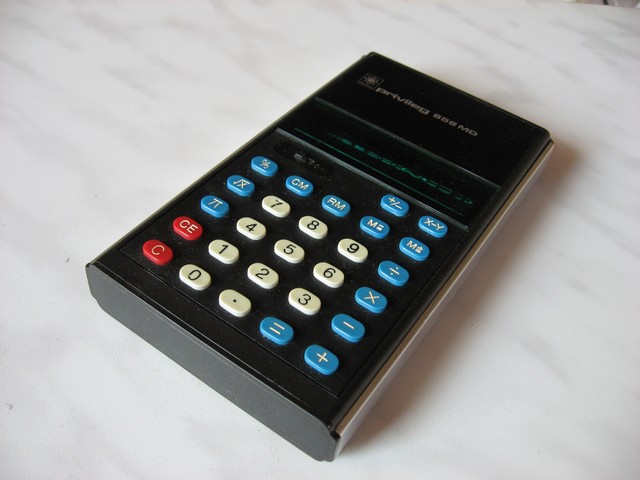 privileg 856 MD
+/- X-Y
% CM RM M= M±
√x 7 8 9 ÷
π 4 5 6 ×
CE 1 2 3 −
C 0 . = +